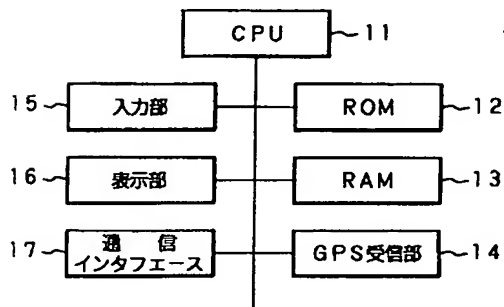 CPU 11
15 入力部 ROM 12
16 表示部 RAM 13
17 通 信
インタフェース GPS受信部 14